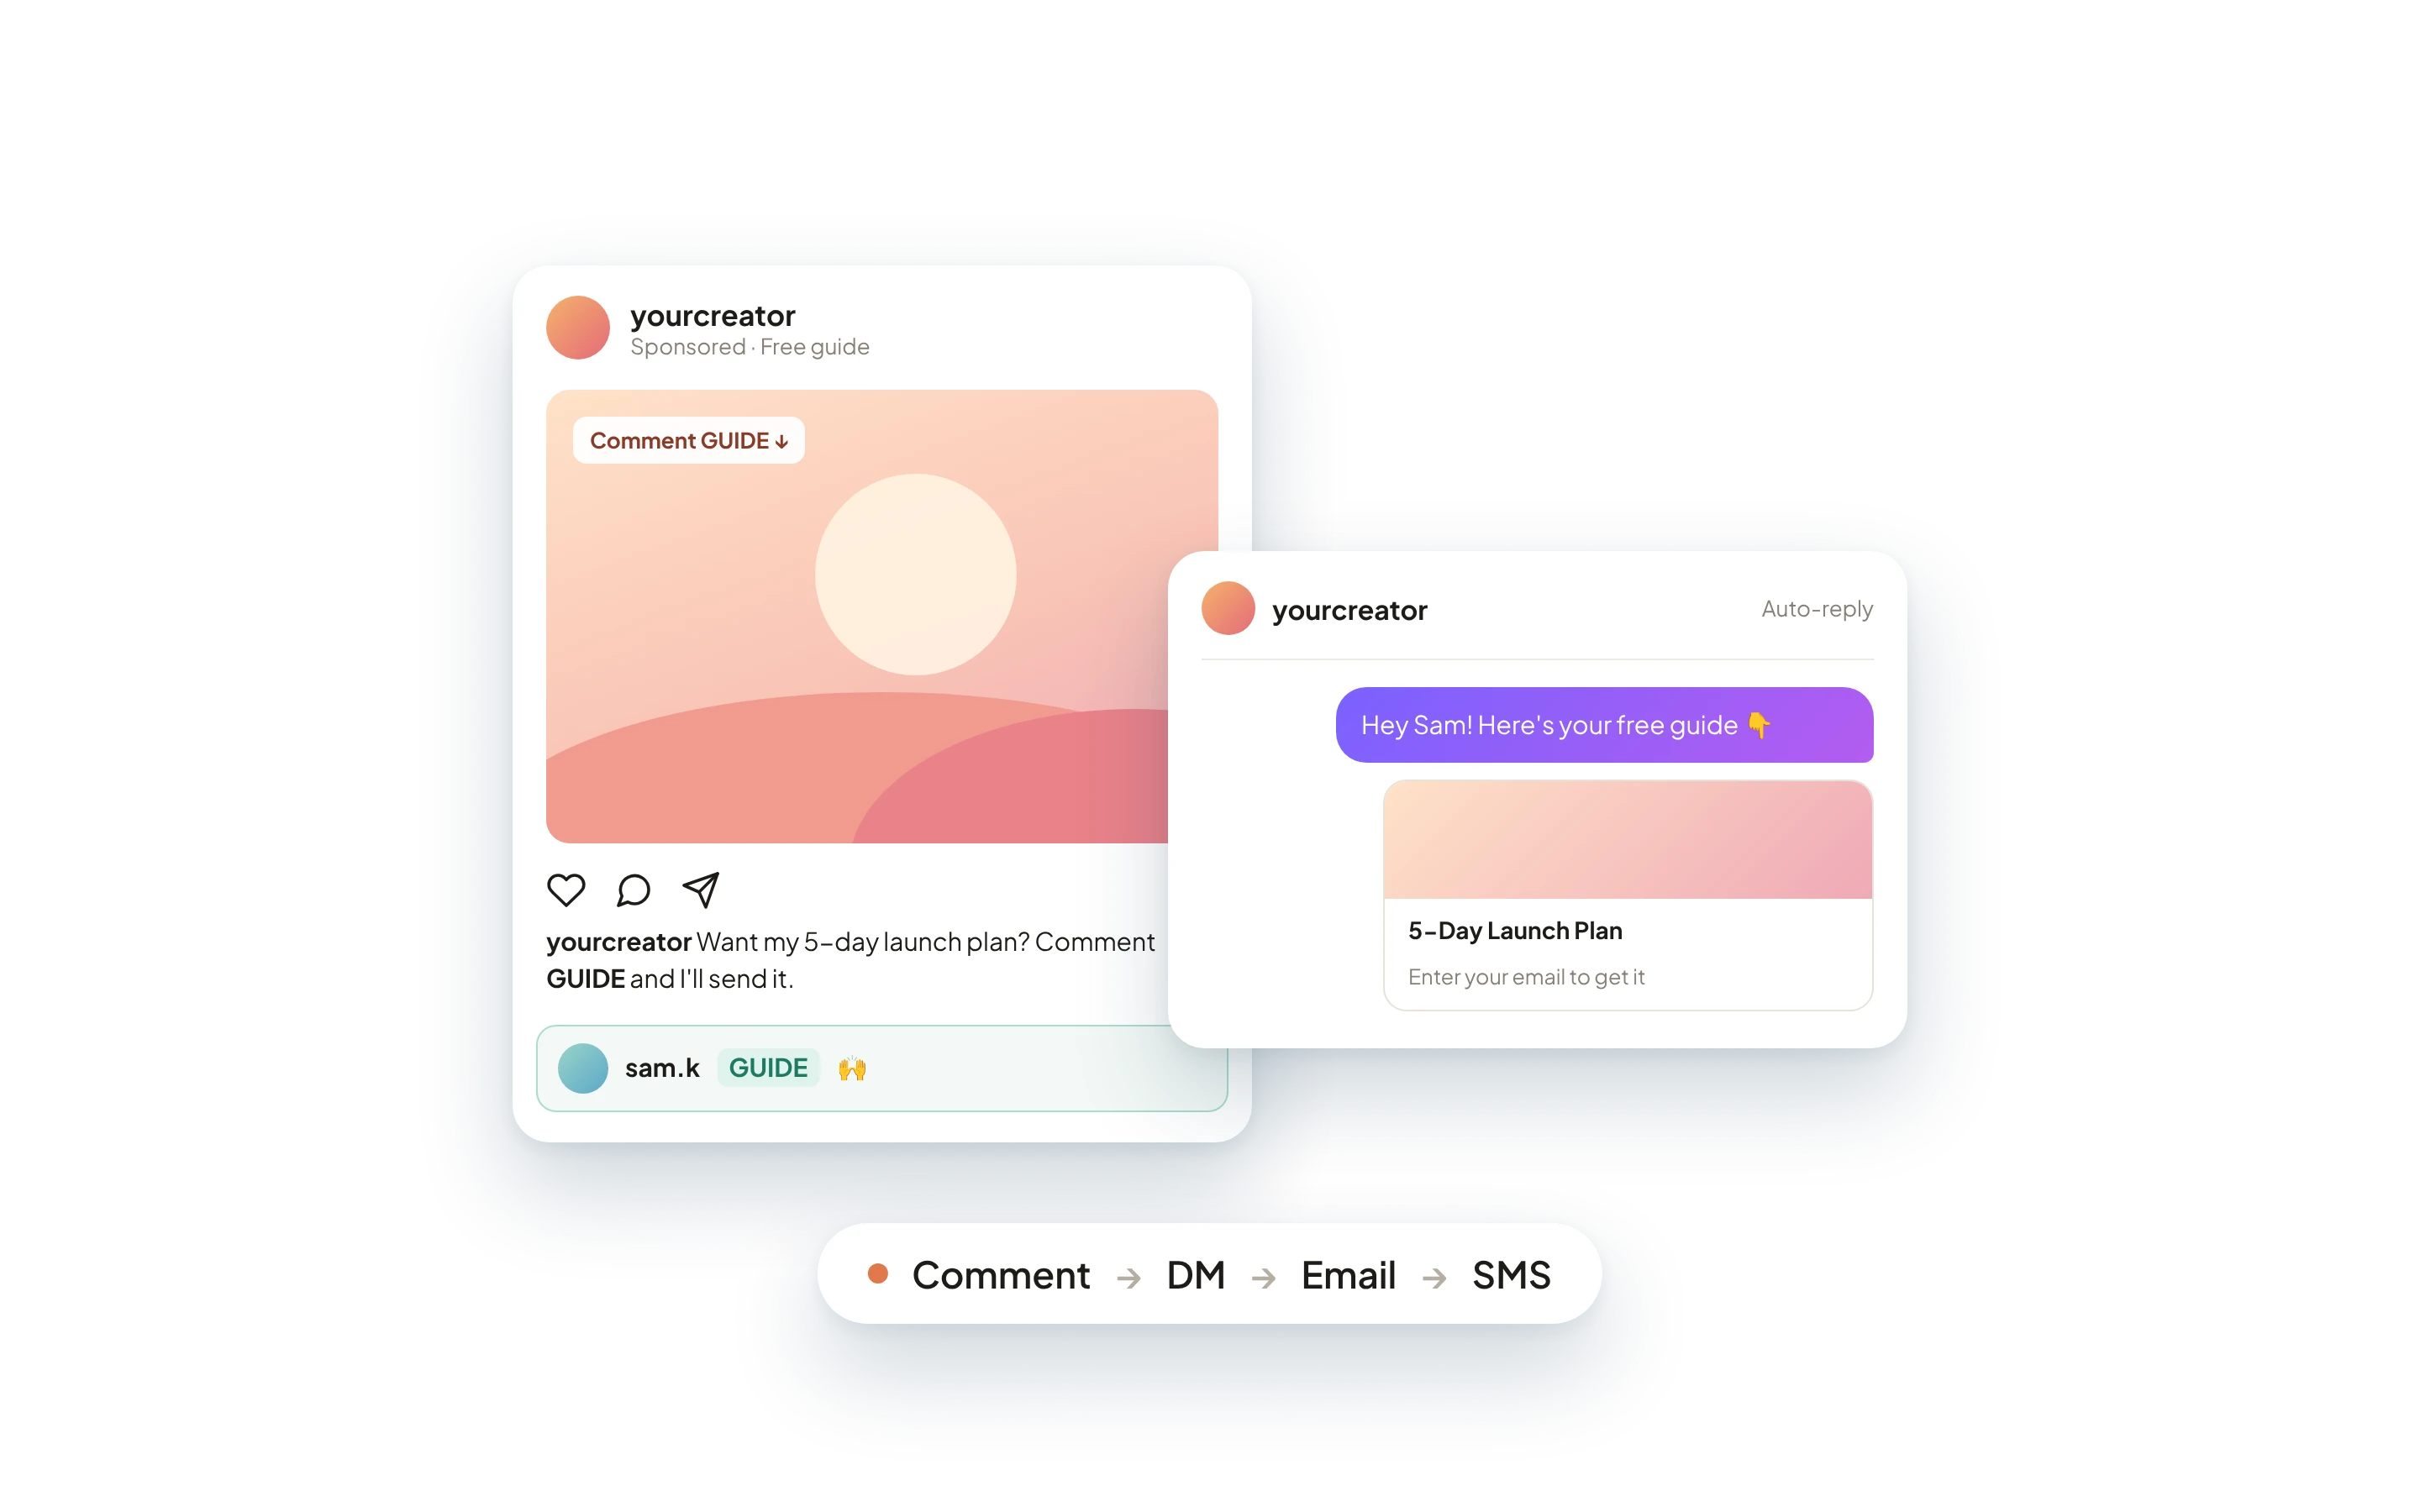 yourcreator
Sponsored · Free guide
Comment GUIDE ↓
yourcreator Want my 5-day launch plan? Comment
GUIDE and I'll send it.
sam.k GUIDE 🙌
yourcreator
Auto-reply
Hey Sam! Here's your free guide 👇
5-Day Launch Plan
Enter your email to get it
Comment → DM → Email → SMS